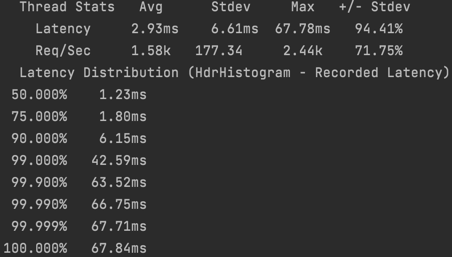 Thread Stats   Avg      Stdev     Max   +/- Stdev
Latency     2.93ms    6.61ms  67.78ms   94.41%
Req/Sec     1.58k   177.34     2.44k    71.75%
Latency Distribution (HdrHistogram - Recorded Latency)
50.000%    1.23ms
75.000%    1.80ms
90.000%    6.15ms
99.000%   42.59ms
99.900%   63.52ms
99.990%   66.75ms
99.999%   67.71ms
100.000%   67.84ms